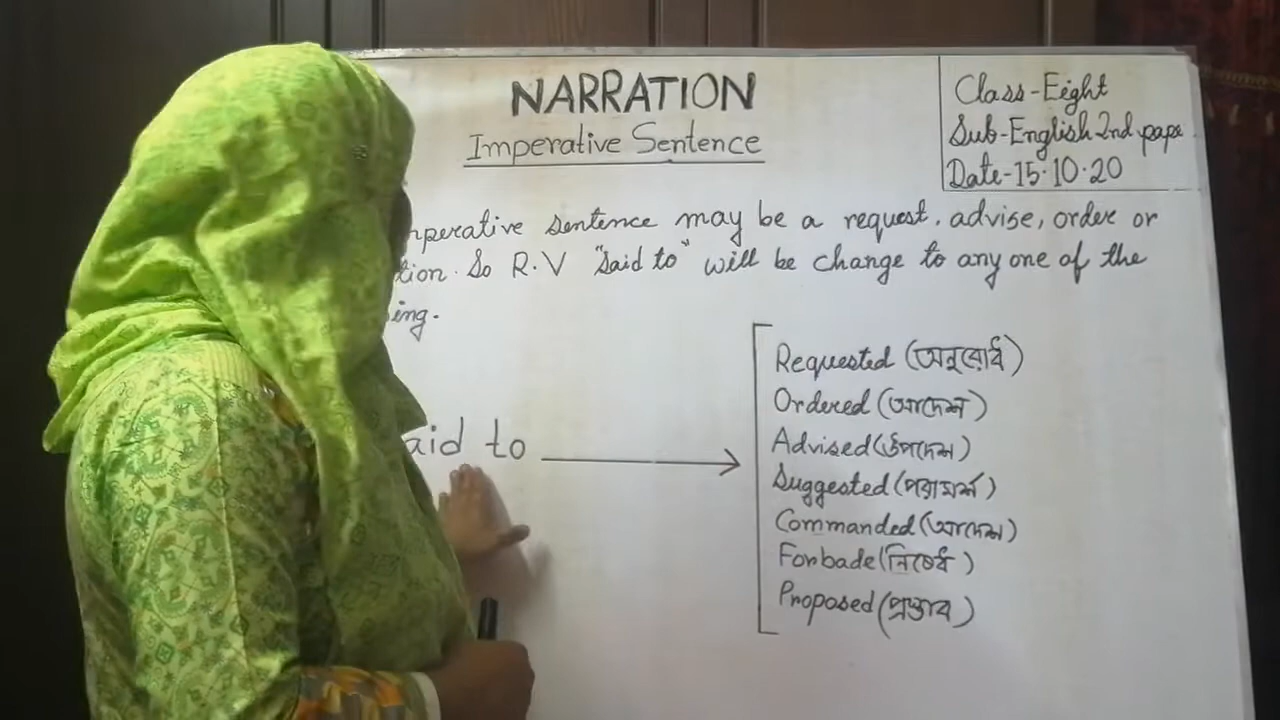 NARRATION
Imperative Sentence
Class-Eight
Sub-English 2nd pape
Date-15.10.20
mperative sentence may be a request, advise, order or
tion. So R.V "Said to" will be change to any one of the
ing.
aid to
Requested (অনুরোধ)
Ordered (আদেশ)
Advised (উপদেশ)
Suggested (পরামর্শ)
Commanded (আদেশ)
Forbade (নিষেধ)
Proposed (প্রস্তাব)